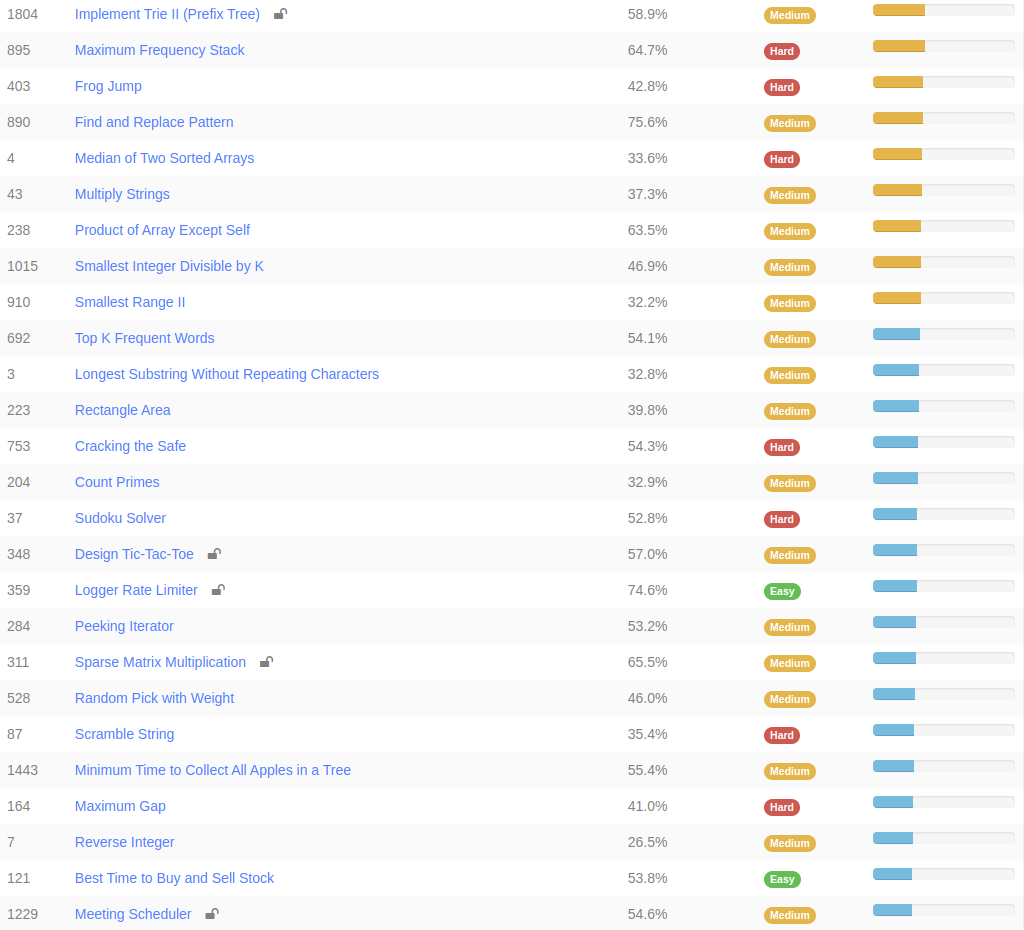 1804 Implement Trie II (Prefix Tree) 58.9% Medium
895 Maximum Frequency Stack 64.7% Hard
403 Frog Jump 42.8% Hard
890 Find and Replace Pattern 75.6% Medium
4 Median of Two Sorted Arrays 33.6% Hard
43 Multiply Strings 37.3% Medium
238 Product of Array Except Self 63.5% Medium
1015 Smallest Integer Divisible by K 46.9% Medium
910 Smallest Range II 32.2% Medium
692 Top K Frequent Words 54.1% Medium
3 Longest Substring Without Repeating Characters 32.8% Medium
223 Rectangle Area 39.8% Medium
753 Cracking the Safe 54.3% Hard
204 Count Primes 32.9% Medium
37 Sudoku Solver 52.8% Hard
348 Design Tic-Tac-Toe 57.0% Medium
359 Logger Rate Limiter 74.6% Easy
284 Peeking Iterator 53.2% Medium
311 Sparse Matrix Multiplication 65.5% Medium
528 Random Pick with Weight 46.0% Medium
87 Scramble String 35.4% Hard
1443 Minimum Time to Collect All Apples in a Tree 55.4% Medium
164 Maximum Gap 41.0% Hard
7 Reverse Integer 26.5% Medium
121 Best Time to Buy and Sell Stock 53.8% Easy
1229 Meeting Scheduler 54.6% Medium